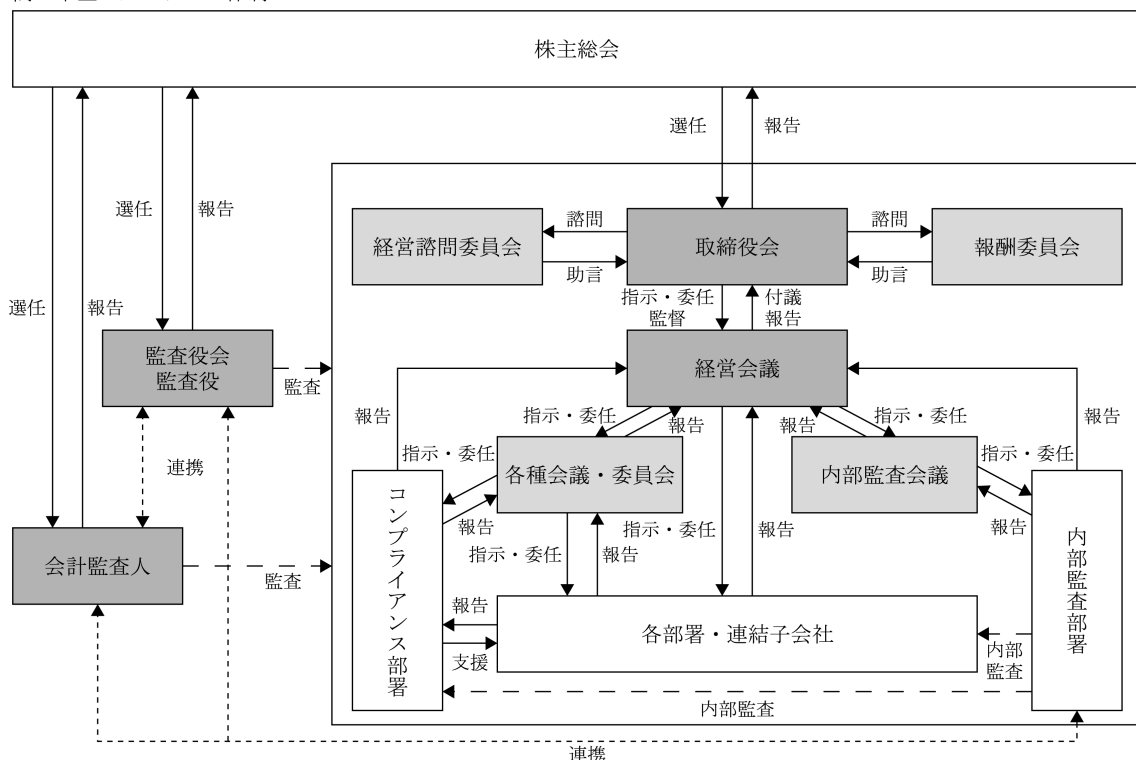 株主総会
選任
報告
選任
報告
選任
報告
経営諮問委員会
諮問
助言
取締役会
諮問
助言
報酬委員会
指示・委任
監督
付議
報告
監査役会
監査役
監査
経営会議
報告
指示・委任
報告
報告
指示・委任
報告
連携
指示・委任
各種会議・委員会
内部監査会議
指示・委任
報告
指示・委任
報告
指示・委任
報告
報告
コンプライアンス部署
内部監査部署
会計監査人
監査
報告
支援
各部署・連結子会社
内部
監査
内部監査
連携